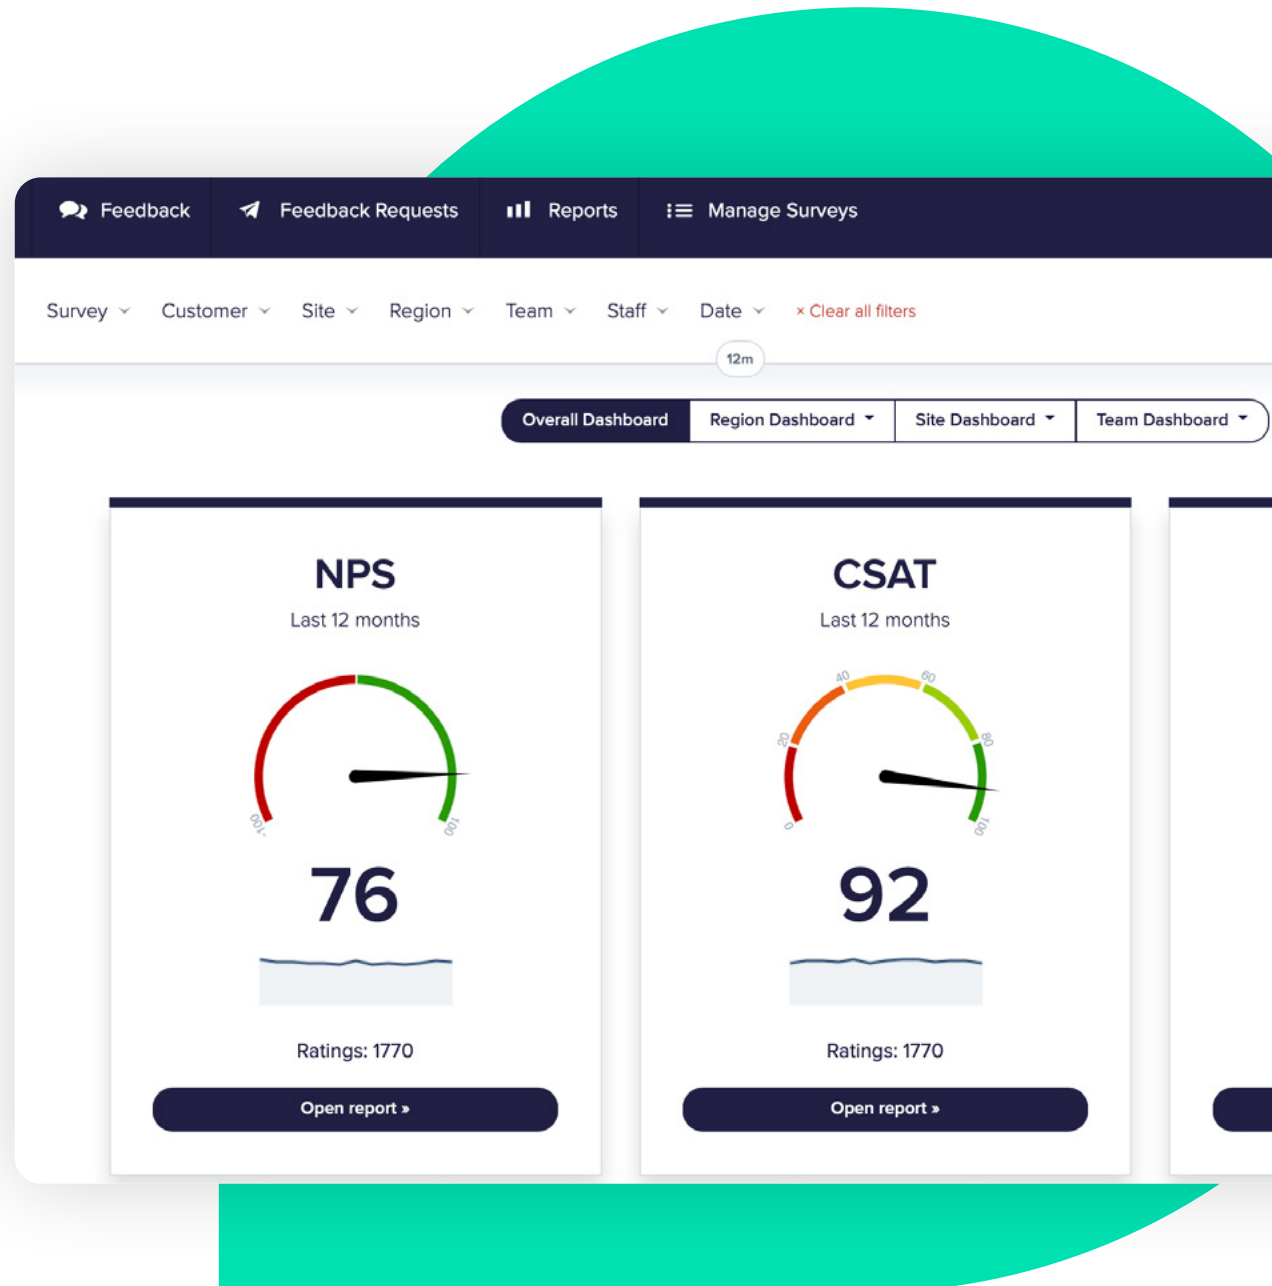 Feedback Feedback Requests Reports Manage Surveys
Survey Customer Site Region Team Staff Date × Clear all filters
12m
Overall Dashboard Region Dashboard Site Dashboard Team Dashboard
NPS
Last 12 months
-100
100
76
Ratings: 1770
Open report »
CSAT
Last 12 months
0
20
40
60
80
100
92
Ratings: 1770
Open report »